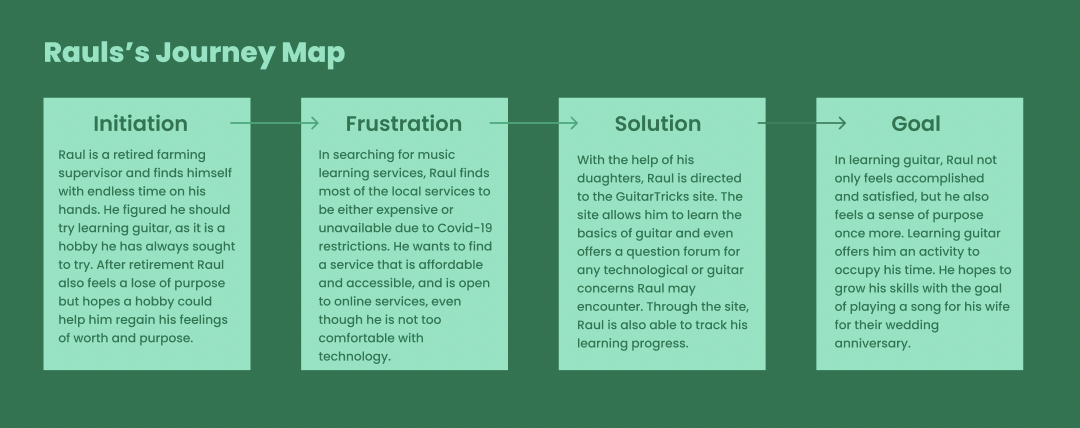 Rauls's Journey Map
Initiation
Raul is a retired farming
supervisor and finds himself
with endless time on his
hands. He figured he should
try learning guitar, as it is a
hobby he has always sought
to try. After retirement Raul
also feels a lose of purpose
but hopes a hobby could
help him regain his feelings
of worth and purpose.
Frustration
In searching for music
learning services, Raul finds
most of the local services to
be either expensive or
unavailable due to Covid-19
restrictions. He wants to find
a service that is affordable
and accessible, and is open
to online services, even
though he is not too
comfortable with
technology.
Solution
With the help of his
duaghters, Raul is directed
to the GuitarTricks site. The
site allows him to learn the
basics of guitar and even
offers a question forum for
any technological or guitar
concerns Raul may
encounter. Through the site,
Raul is also able to track his
learning progress.
Goal
In learning guitar, Raul not
only feels accomplished
and satisfied, but he also
feels a sense of purpose
once more. Learning guitar
offers him an activity to
occupy his time. He hopes to
grow his skills with the goal
of playing a song for his wife
for their wedding
anniversary.